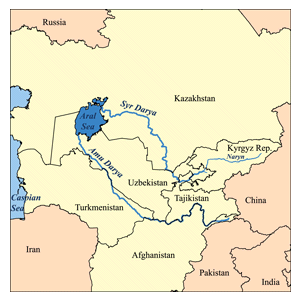 Russia
Kazakhstan
Aral
Sea
Syr Darya
Amu Darya
Kyrgyz Rep.
Naryn
Uzbekistan
Tajikistan
China
Caspian
Sea
Turkmenistan
Iran
Afghanistan
Pakistan
India